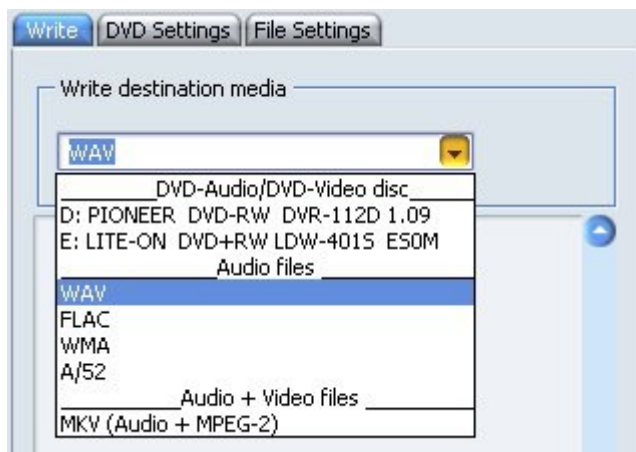 Write DVD Settings File Settings
Write destination media
WAV
DVD-Audio/DVD-Video disc
D: PIONEER DVD-RW DVR-112D 1.09
E: LITE-ON DVD+RW LDW-401S ES0M
Audio files
WAV
FLAC
WMA
A/52
Audio + Video files
MKV (Audio + MPEG-2)